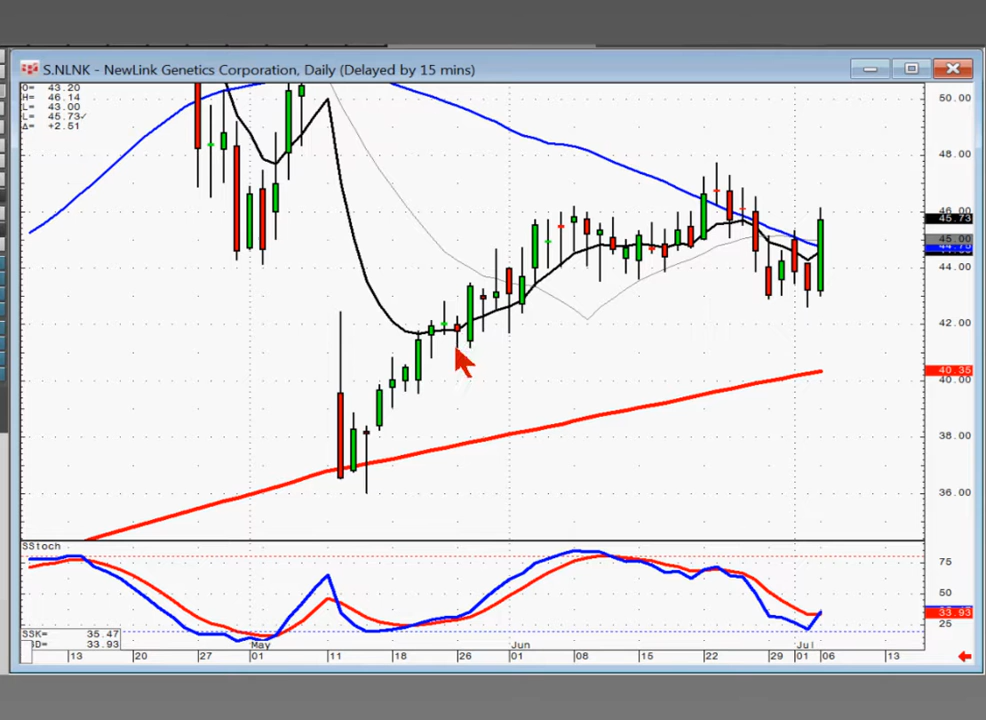 S.NLNK - NewLink Genetics Corporation, Daily (Delayed by 15 mins)
O= 43.20
H= 46.14
L= 43.00
L= 45.73✓
Δ= +2.51
50.00
48.00
46.00
45.73
45.00
44.00
42.00
40.35
40.00
38.00
36.00
SStoch
75
50
33.93
25
SSK= 35.47
33.93
May
Jun
Jul
13
20
27
01
11
18
26
01
08
15
22
29
01
06
13